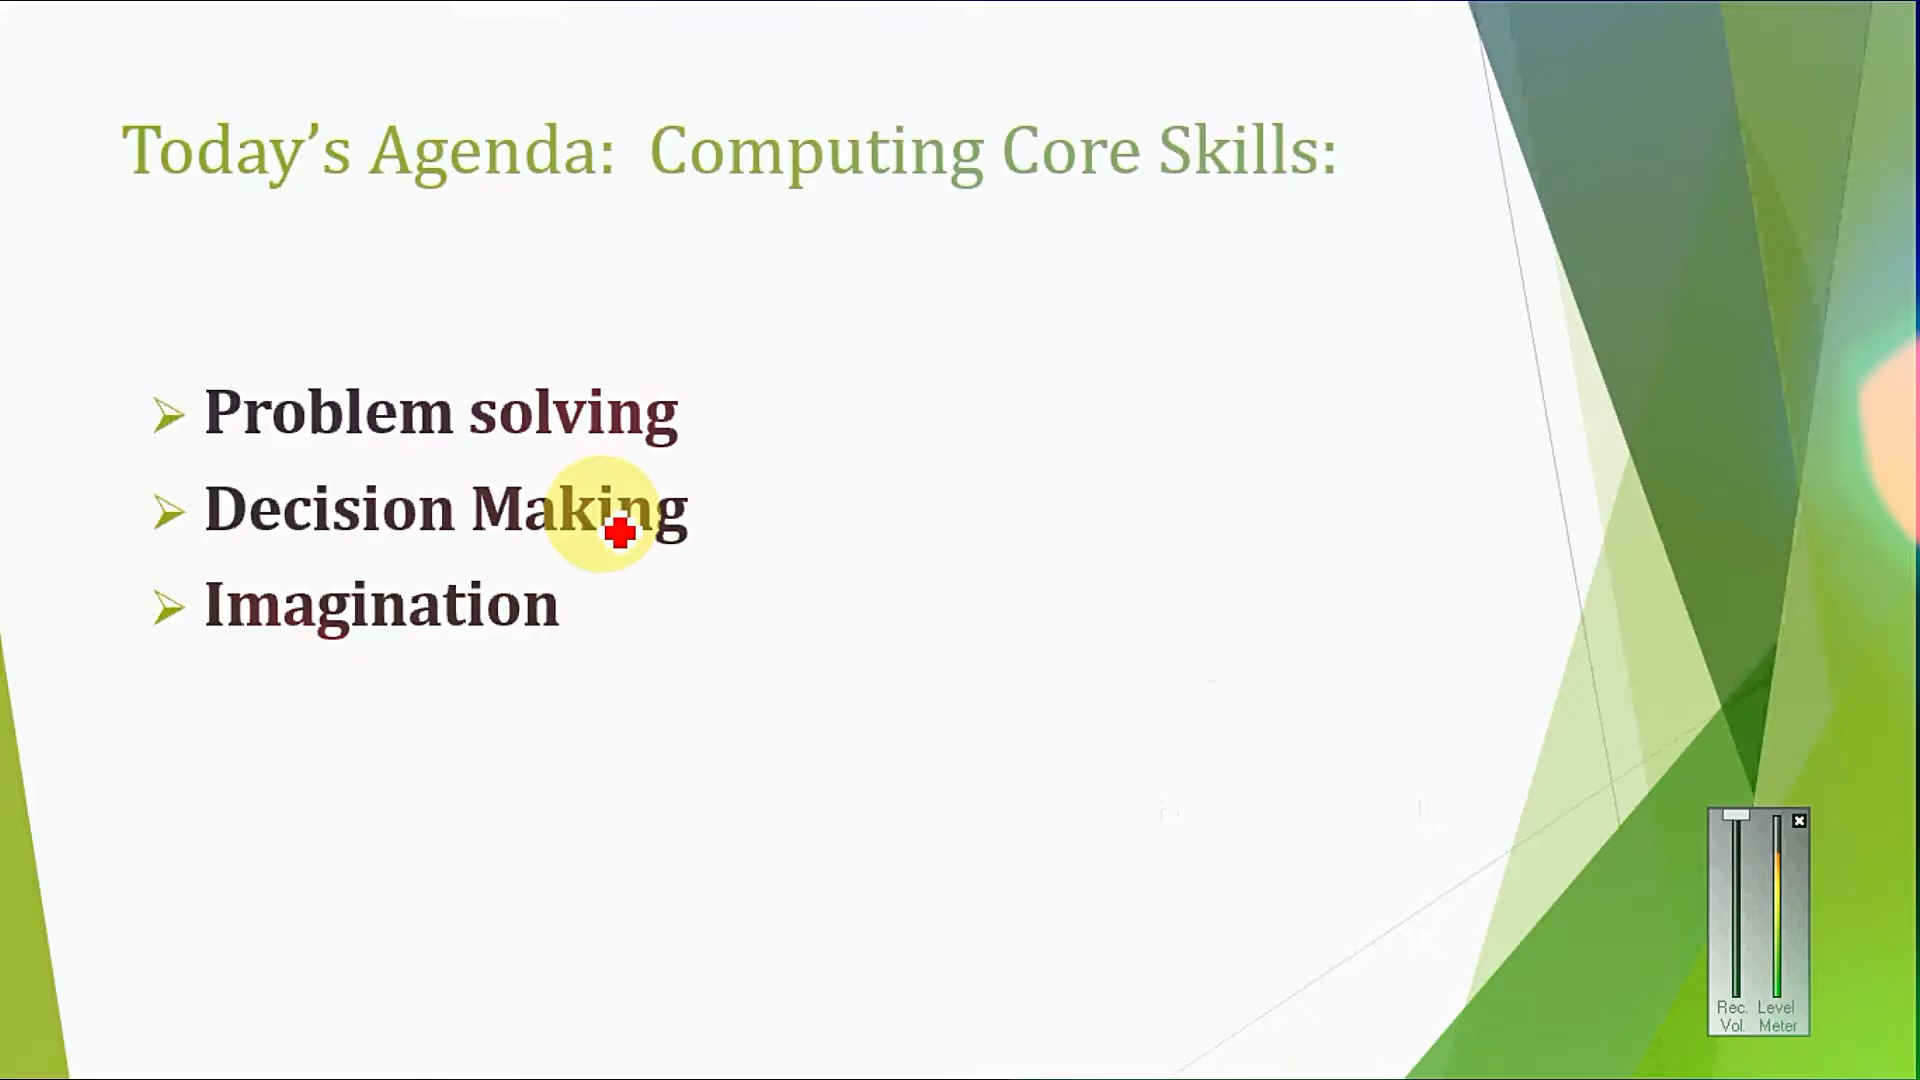 Today’s Agenda:  Computing Core Skills:
Problem solving
Decision Making
Imagination
Rec. Level
Vol. Meter